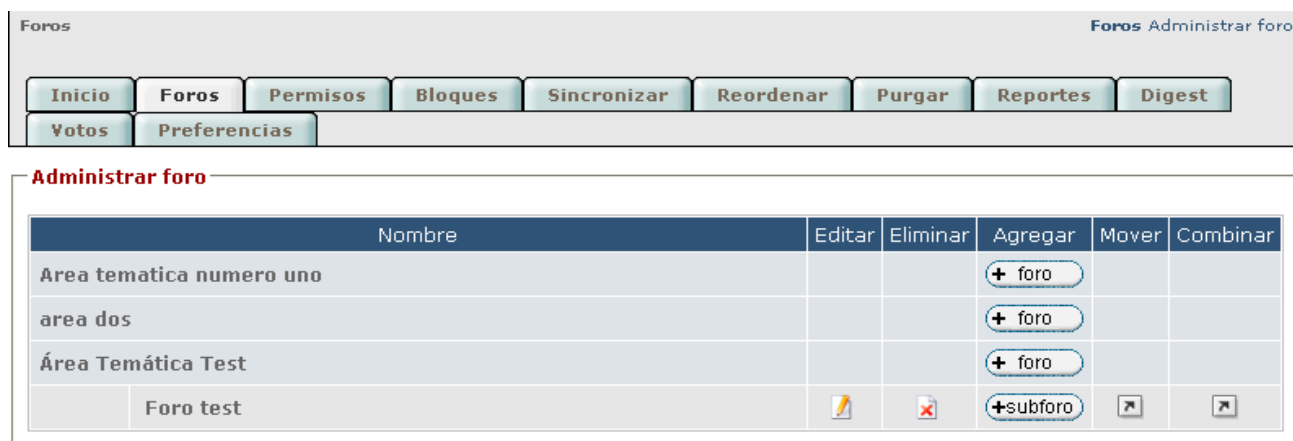 Foros Foros Administrar foro
Inicio Foros Permisos Bloques Sincronizar Reordenar Purgar Reportes Digest
Votos Preferencias
Administrar foro
Nombre Editar Eliminar Agregar Mover Combinar
Area tematica numero uno + foro
area dos + foro
Área Temática Test + foro
Foro test +subforo